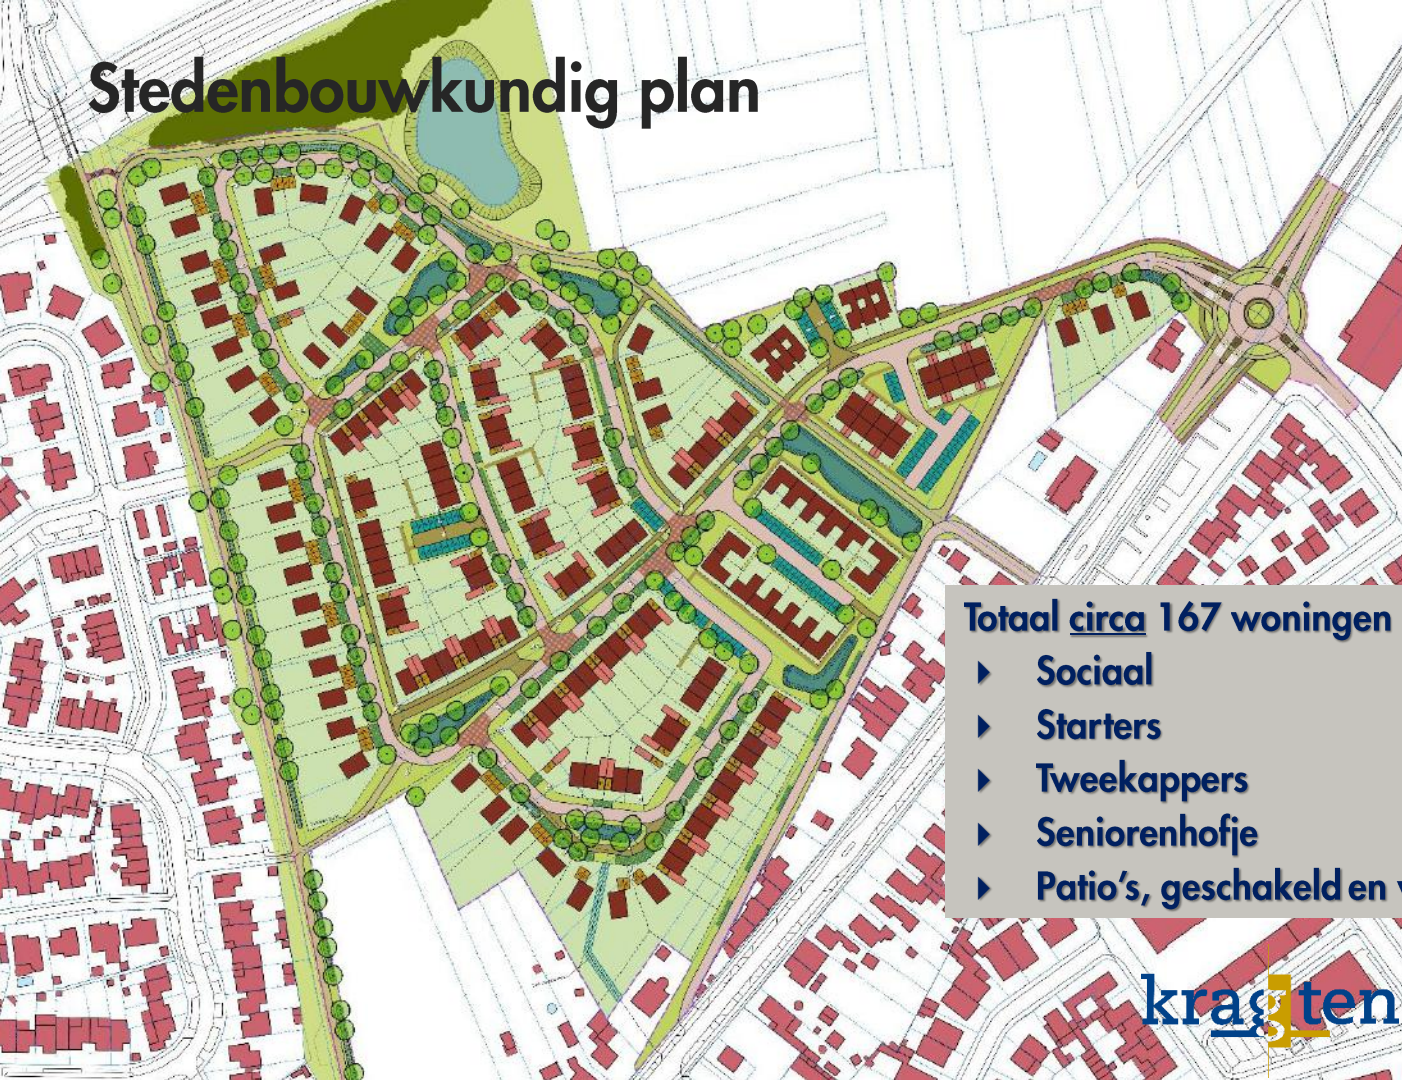 Stedenbouwkundig plan
Totaal circa 167 woningen
Sociaal
Starters
Tweekappers
Seniorenhofje
Patio's, geschakeld en
kragten